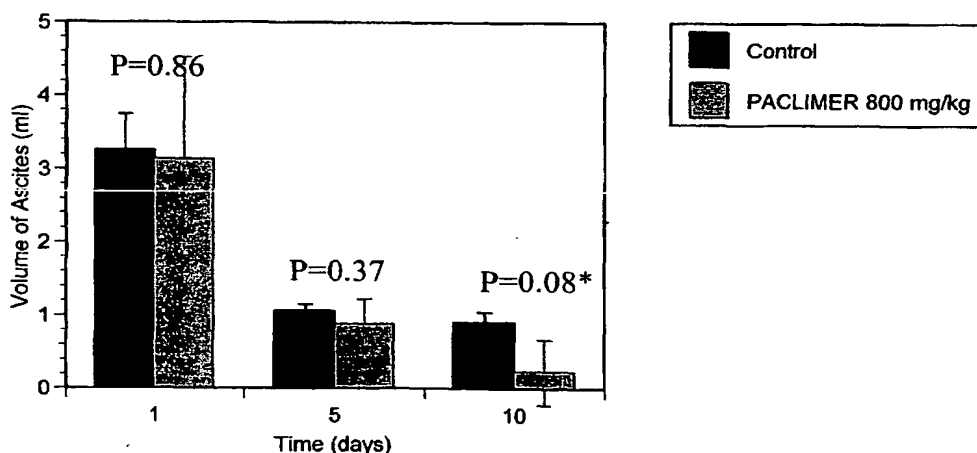 5
4
3
2
1
0
Volume of Ascites (ml)
P=0.86
P=0.37
P=0.08*
1 5 10
Time (days)
Control
PACLIMER 800 mg/kg